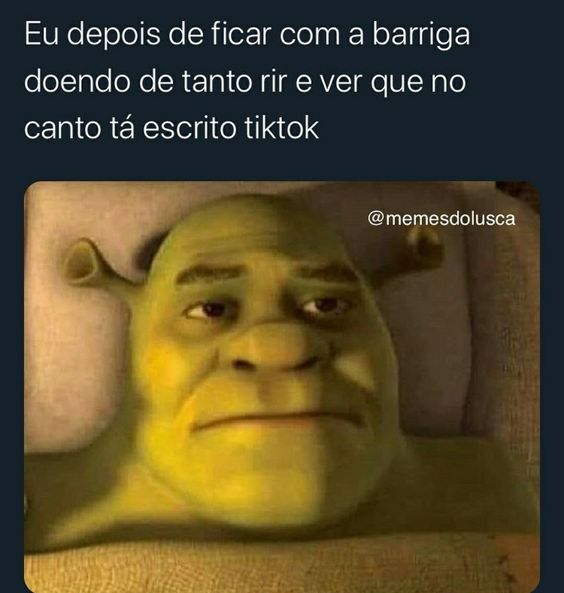 Eu depois de ficar com a barriga
doendo de tanto rir e ver que no
canto tá escrito tiktok
@memesdolusca